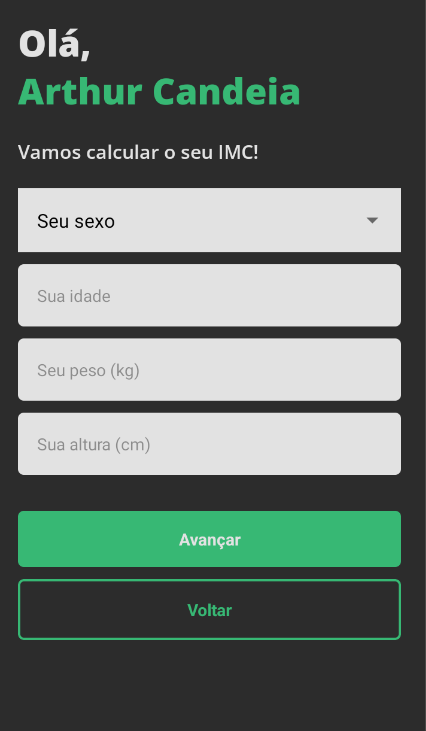 Olá,
Arthur Candeia
Vamos calcular o seu IMC!
Seu sexo
Sua idade
Seu peso (kg)
Sua altura (cm)
Avançar
Voltar